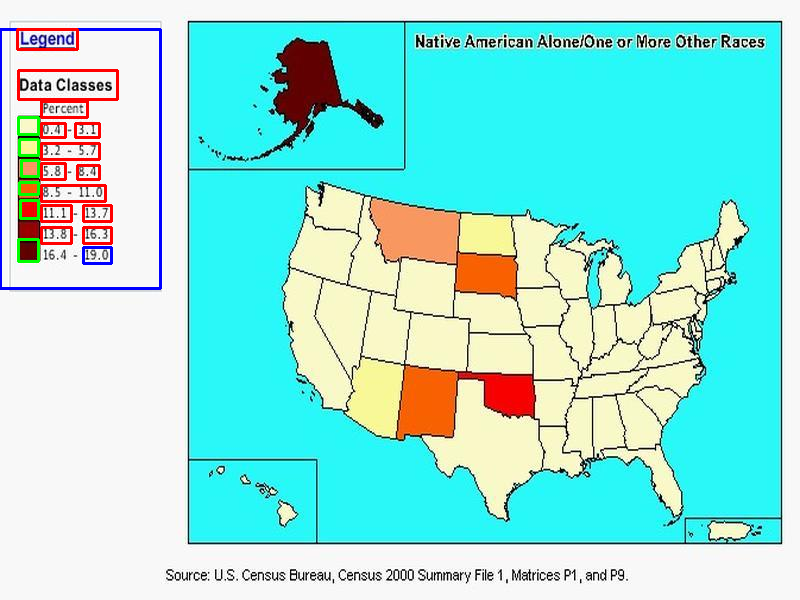 Legend
Native American Alone/One or More Other Races
Data Classes
Percent
0.4 - 3.1
3.2 - 5.7
5.8 - 8.4
8.5 - 11.0
11.1 - 13.7
13.8 - 16.3
16.4 - 19.0
Source: U.S. Census Bureau, Census 2000 Summary File 1, Matrices P1, and P9.